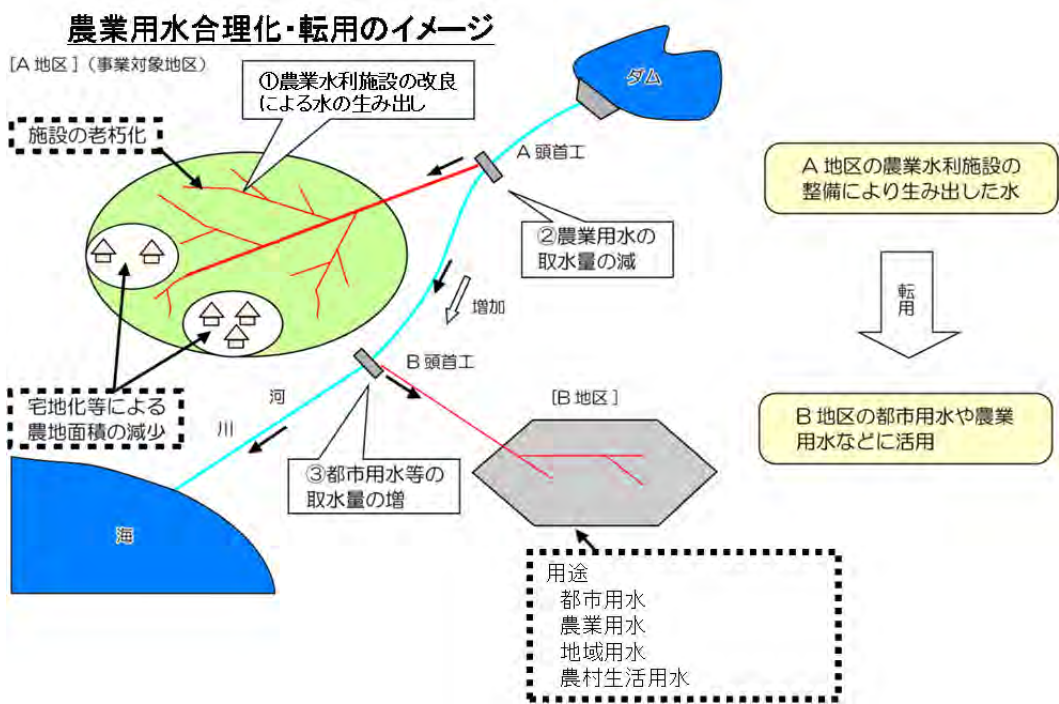 農業用水合理化・転用のイメージ
[A 地区]（事業対象地区）
①農業水利施設の改良
による水の生み出し
ダム
施設の老朽化
A 頭首工
A 地区の農業水利施設の
整備により生み出した水
②農業用水の
取水量の減
転用
増加
B 頭首工
宅地化等による
農地面積の減少
河
川
[B 地区]
B 地区の都市用水や農業
用水などに活用
③都市用水等の
取水量の増
海
用途
都市用水
農業用水
地域用水
農村生活用水